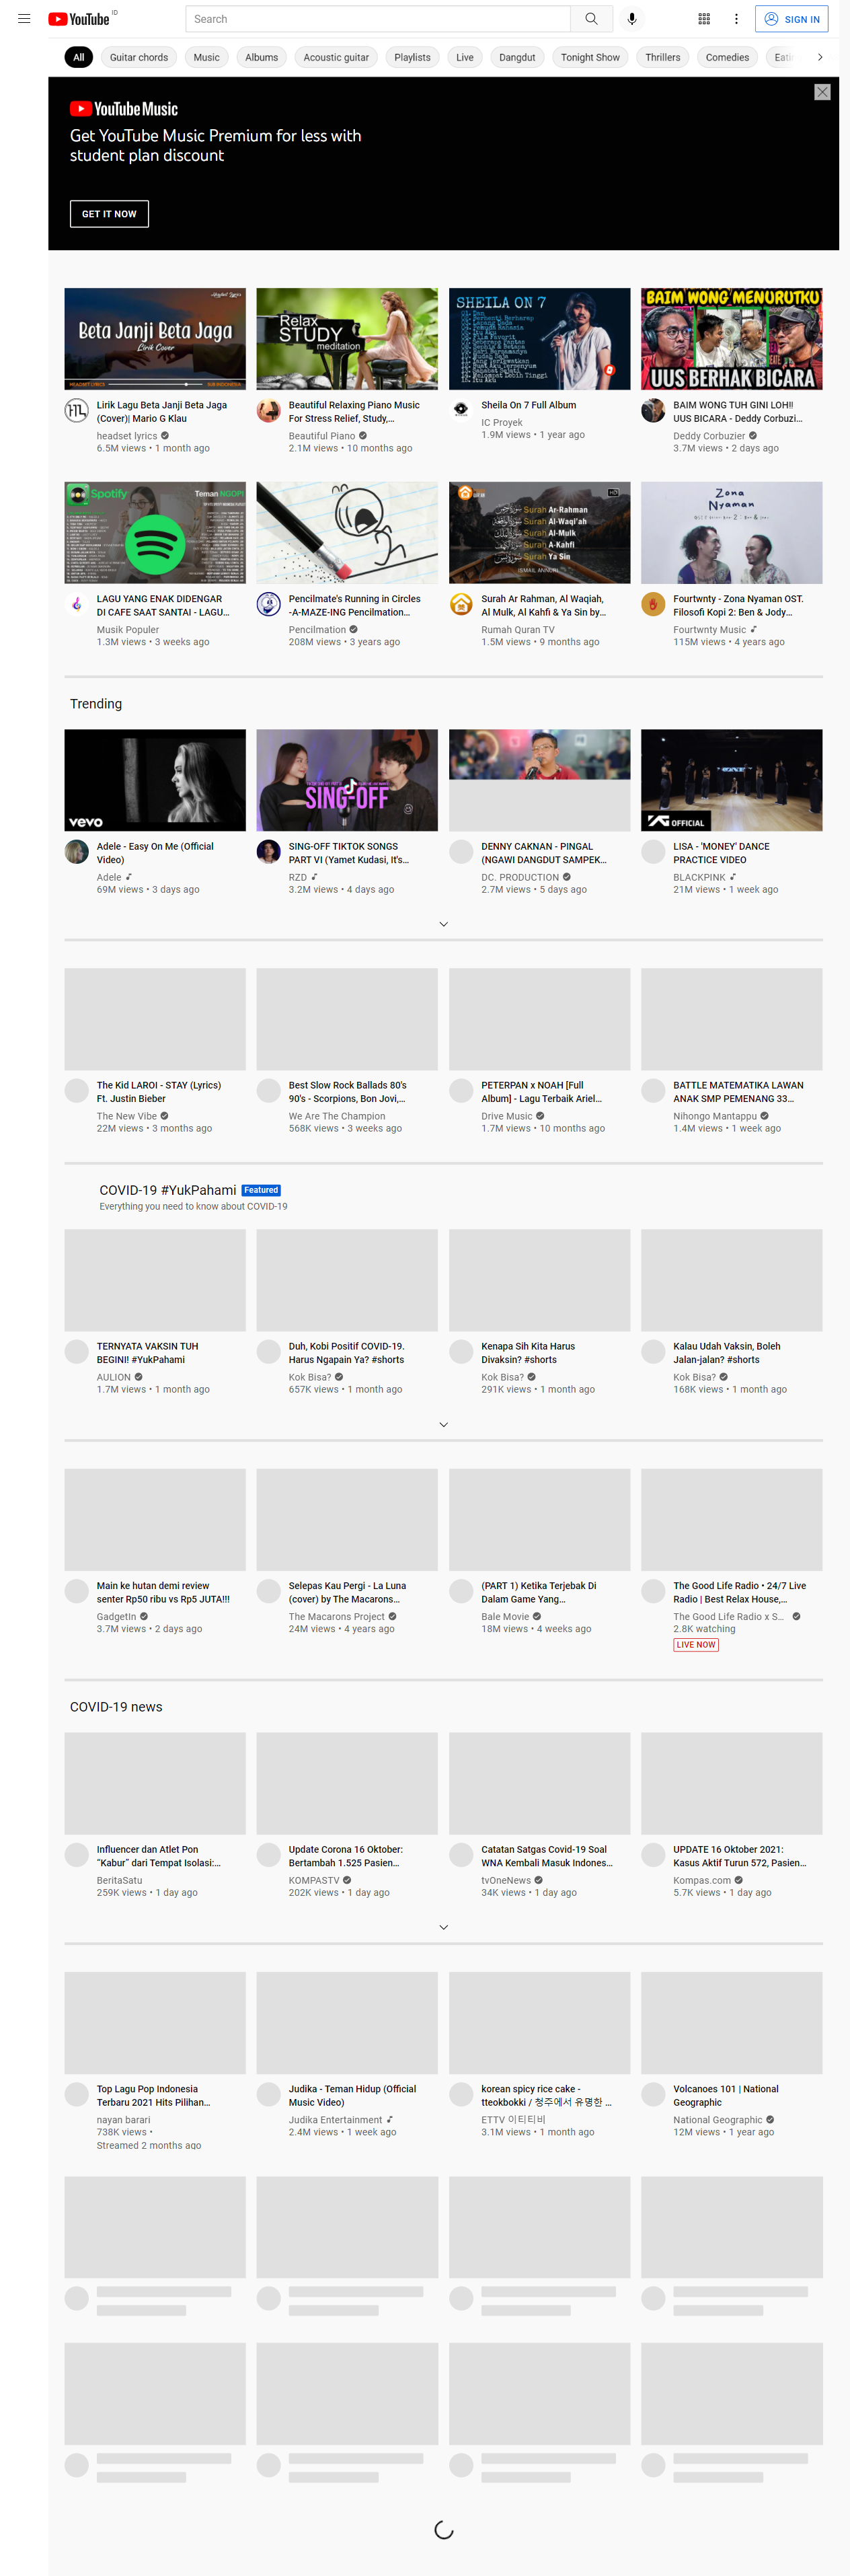 YouTube ID
Search
SIGN IN
All
Guitar chords
Music
Albums
Acoustic guitar
Playlists
Live
Dangdut
Tonight Show
Thrillers
Comedies
YouTube Music
Get YouTube Music Premium for less with
student plan discount
GET IT NOW
Beta Janji Beta Jaga
Lirik Cover
Relax
STUDY
meditation
SHEILA ON 7
BAIM WONG MENURUTKU
UUS BERHAK BICARA
Lirik Lagu Beta Janji Beta Jaga
(Cover)| Mario G Klau
headset lyrics
6.5M views • 1 month ago
Beautiful Relaxing Piano Music
For Stress Relief, Study,...
Beautiful Piano
2.1M views • 10 months ago
Sheila On 7 Full Album
IC Proyek
1.9M views • 1 year ago
BAIM WONG TUH GINI LOH!!
UUS BICARA - Deddy Corbuzi...
Deddy Corbuzier
3.7M views • 2 days ago
Spotify
Teman NGOPI
Surah Ar-Rahman
Surah Al-Waqi'ah
Surah Al-Mulk
Surah A-Kahfi
Surah Ya Sin
HD
Zona
Nyaman
LAGU YANG ENAK DIDENGAR
DI CAFE SAAT SANTAI - LAGU...
Musik Populer
1.3M views • 3 weeks ago
Pencilmate's Running in Circles
-A-MAZE-ING Pencilmation...
Pencilmation
208M views • 3 years ago
Surah Ar Rahman, Al Waqiah,
Al Mulk, Al Kahfi & Ya Sin by...
Rumah Quran TV
1.5M views • 9 months ago
Fourtwnty - Zona Nyaman OST.
Filosofi Kopi 2: Ben & Jody...
Fourtwnty Music
115M views • 4 years ago
Trending
vevo
SING-OFF
YG OFFICIAL
Adele - Easy On Me (Official
Video)
Adele
69M views • 3 days ago
SING-OFF TIKTOK SONGS
PART VI (Yamet Kudasi, It's...
RZD
3.2M views • 4 days ago
DENNY CAKNAN - PINGAL
(NGAWI DANGDUT SAMPEK...
DC. PRODUCTION
2.7M views • 5 days ago
LISA - 'MONEY' DANCE
PRACTICE VIDEO
BLACKPINK
21M views • 1 week ago
The Kid LAROI - STAY (Lyrics)
Ft. Justin Bieber
The New Vibe
22M views • 3 months ago
Best Slow Rock Ballads 80's
90's - Scorpions, Bon Jovi,...
We Are The Champion
568K views • 3 weeks ago
PETERPAN x NOAH [Full
Album] - Lagu Terbaik Ariel...
Drive Music
1.7M views • 10 months ago
BATTLE MATEMATIKA LAWAN
ANAK SMP PEMENANG 33...
Nihongo Mantappu
1.4M views • 1 week ago
COVID-19 #YukPahami Featured
Everything you need to know about COVID-19
TERNYATA VAKSIN TUH
BEGINI! #YukPahami
AULION
1.7M views • 1 month ago
Duh, Kobi Positif COVID-19.
Harus Ngapain Ya? #shorts
Kok Bisa?
657K views • 1 month ago
Kenapa Sih Kita Harus
Divaksin? #shorts
Kok Bisa?
291K views • 1 month ago
Kalau Udah Vaksin, Boleh
Jalan-jalan? #shorts
Kok Bisa?
168K views • 1 month ago
Main ke hutan demi review
senter Rp50 ribu vs Rp5 JUTA!!!
GadgetIn
3.7M views • 2 days ago
Selepas Kau Pergi - La Luna
(cover) by The Macarons...
The Macarons Project
24M views • 4 years ago
(PART 1) Ketika Terjebak Di
Dalam Game Yang...
Bale Movie
18M views • 4 weeks ago
The Good Life Radio • 24/7 Live
Radio | Best Relax House,...
The Good Life Radio x S...
2.8K watching
LIVE NOW
COVID-19 news
Influencer dan Atlet Pon
“Kabur” dari Tempat Isolasi:...
BeritaSatu
259K views • 1 day ago
Update Corona 16 Oktober:
Bertambah 1.525 Pasien...
KOMPASTV
202K views • 1 day ago
Catatan Satgas Covid-19 Soal
WNA Kembali Masuk Indones...
tvOneNews
34K views • 1 day ago
UPDATE 16 Oktober 2021:
Kasus Aktif Turun 572, Pasien...
Kompas.com
5.7K views • 1 day ago
Top Lagu Pop Indonesia
Terbaru 2021 Hits Pilihan...
nayan barari
738K views •
Streamed 2 months ago
Judika - Teman Hidup (Official
Music Video)
Judika Entertainment
2.4M views • 1 week ago
korean spicy rice cake -
tteokbokki / 청주에서 유명한 ...
ETTV 이티티비
3.1M views • 1 month ago
Volcanoes 101 | National
Geographic
National Geographic
12M views • 1 year ago